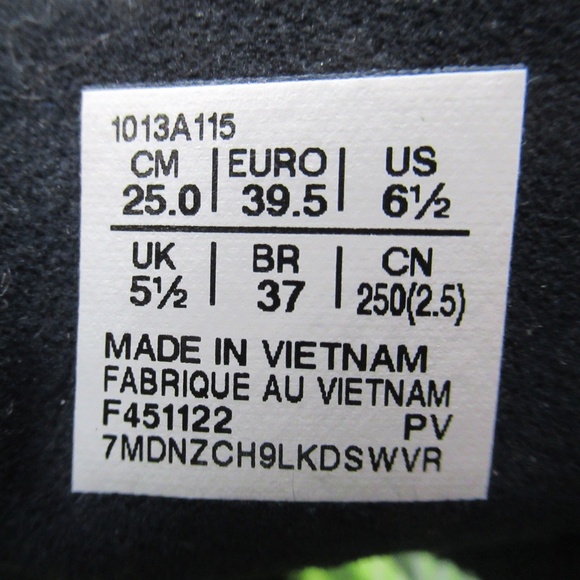 1013A115
CM EURO US
25.0 39.5 6½
UK BR CN
5½ 37 250(2.5)
MADE IN VIETNAM
FABRIQUE AU VIETNAM
F451122 PV
7MDNZCH9LKDSWVR